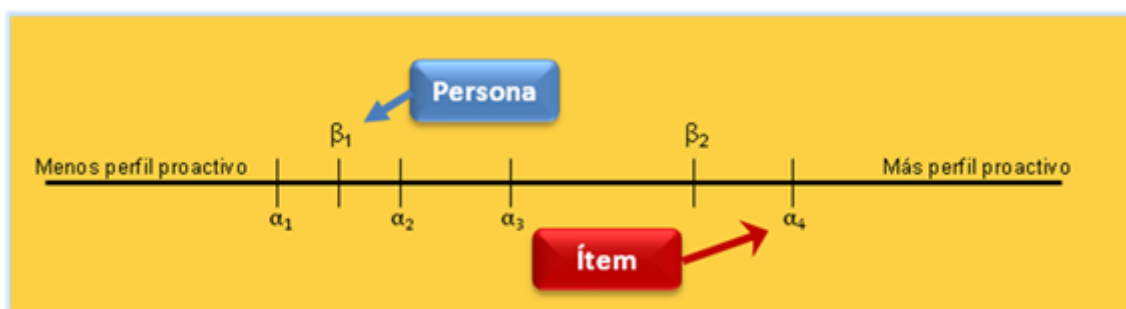 Persona
β₁
β₂
Menos perfil proactivo
Más perfil proactivo
α₁
α₂
α₃
α₄
Ítem